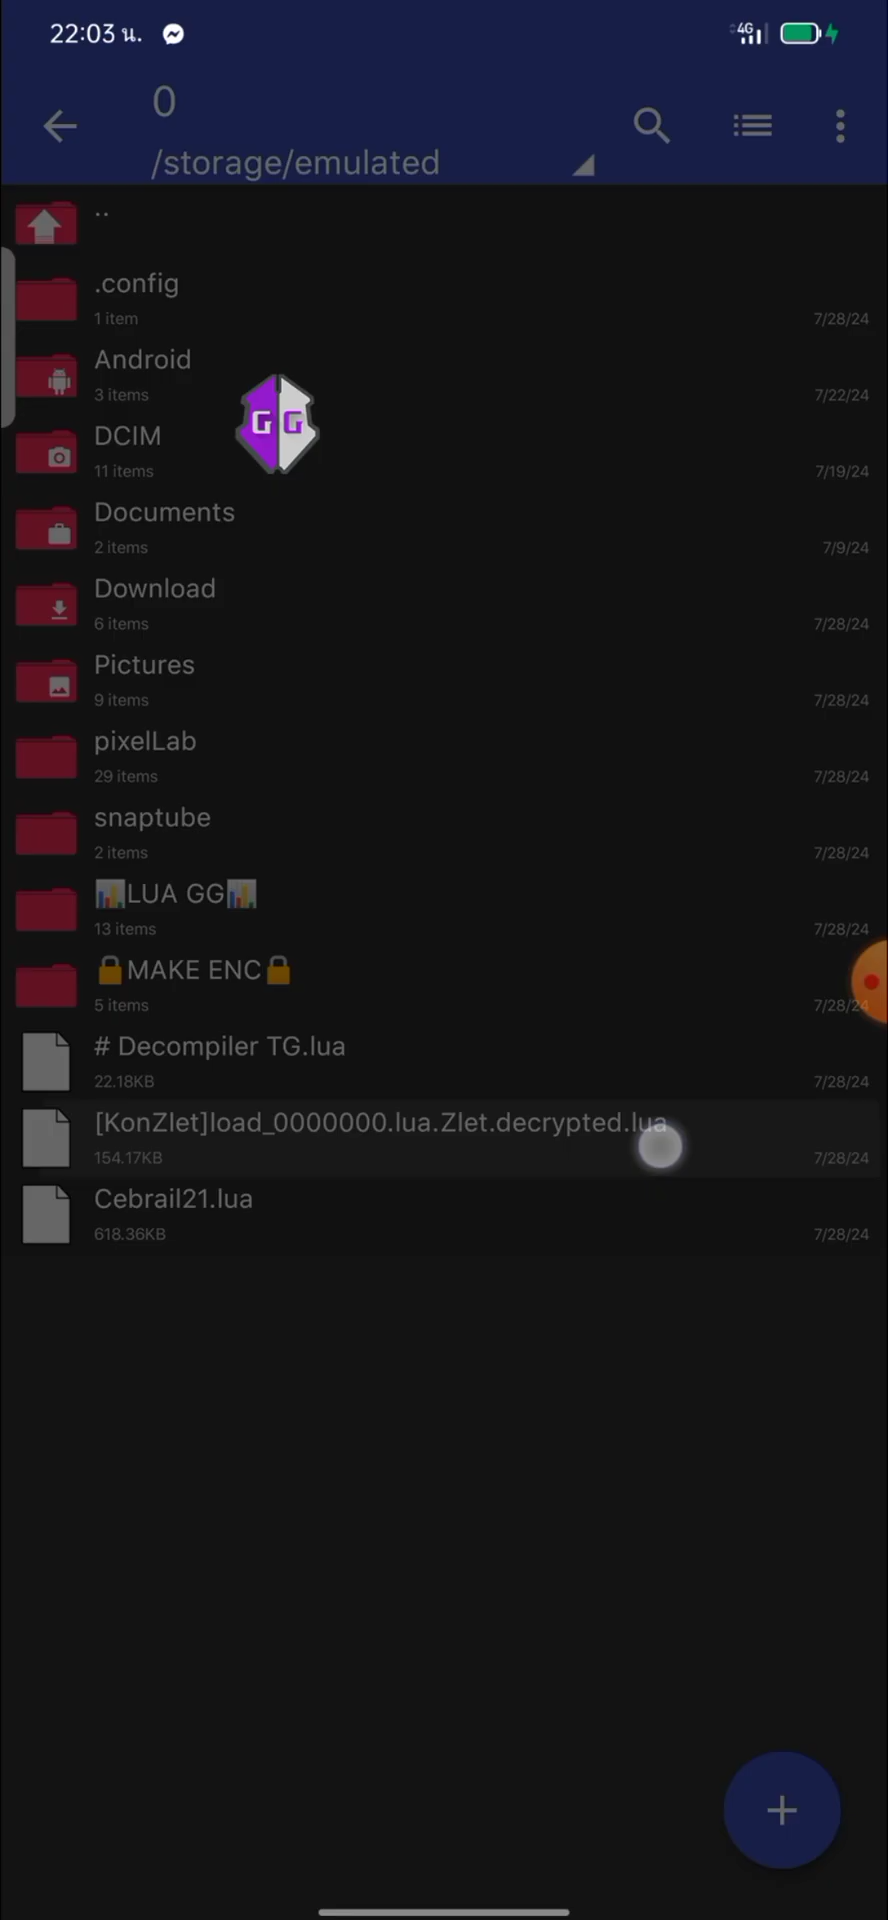 22:03 น.
4G
0
/storage/emulated
..
.config
1 item
7/28/24
Android
3 items
7/22/24
GG
DCIM
11 items
7/19/24
Documents
2 items
7/9/24
Download
6 items
7/28/24
Pictures
9 items
7/28/24
pixelLab
29 items
7/28/24
snaptube
2 items
7/28/24
📊LUA GG📊
13 items
7/28/24
🔒MAKE ENC🔒
5 items
7/28/24
# Decompiler TG.lua
22.18KB
7/28/24
[KonZlet]load_0000000.lua.Zlet.decrypted.lua
154.17KB
7/28/24
Cebrail21.lua
618.36KB
7/28/24